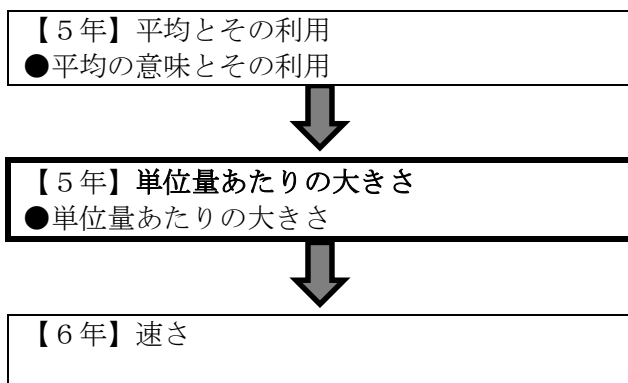 【５年】平均とその利用
●平均の意味とその利用
【５年】単位量あたりの大きさ
●単位量あたりの大きさ
【６年】速さ